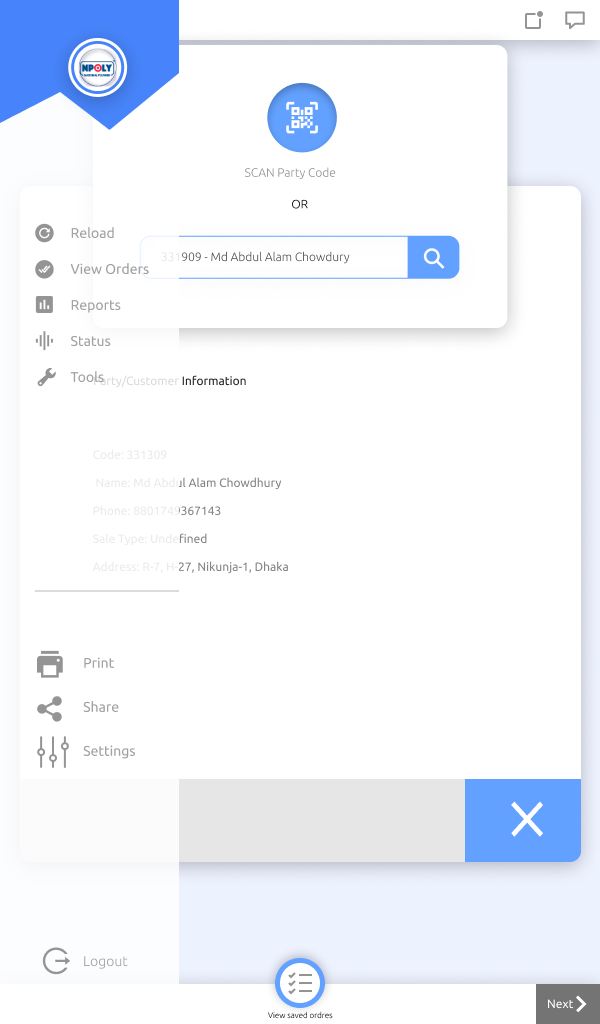 NPOLY
SCAN Party Code
OR
331909 - Md Abdul Alam Chowdury
Reload
View Orders
Reports
Status
Tools
Party/Customer Information
Code: 331309
Name: Md Abdul Alam Chowdhury
Phone: 8801749367143
Sale Type: Undefined
Address: R-7, H-27, Nikunja-1, Dhaka
Print
Share
Settings
Logout
View saved ordres
Next